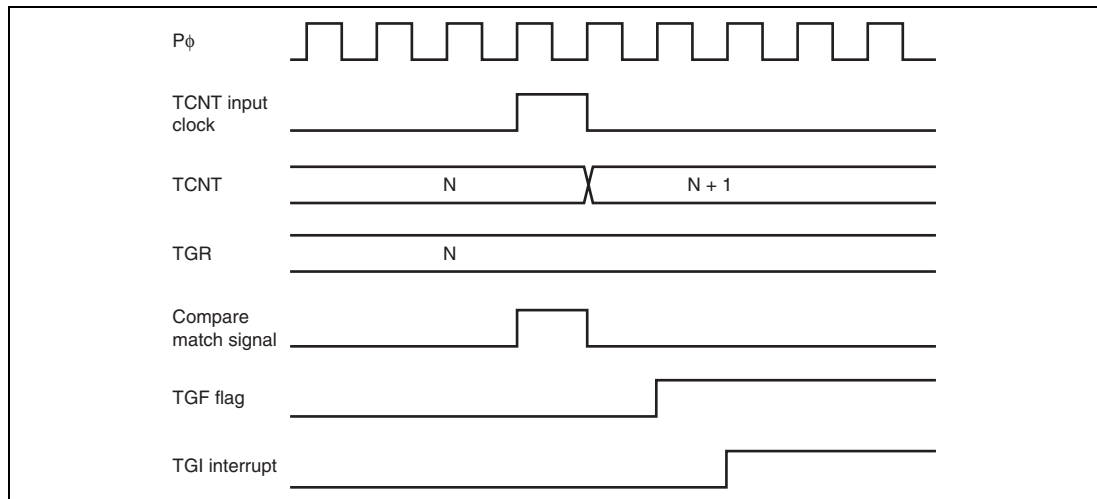 Pϕ
TCNT input
clock
TCNT
N
N + 1
TGR
N
Compare
match signal
TGF flag
TGI interrupt